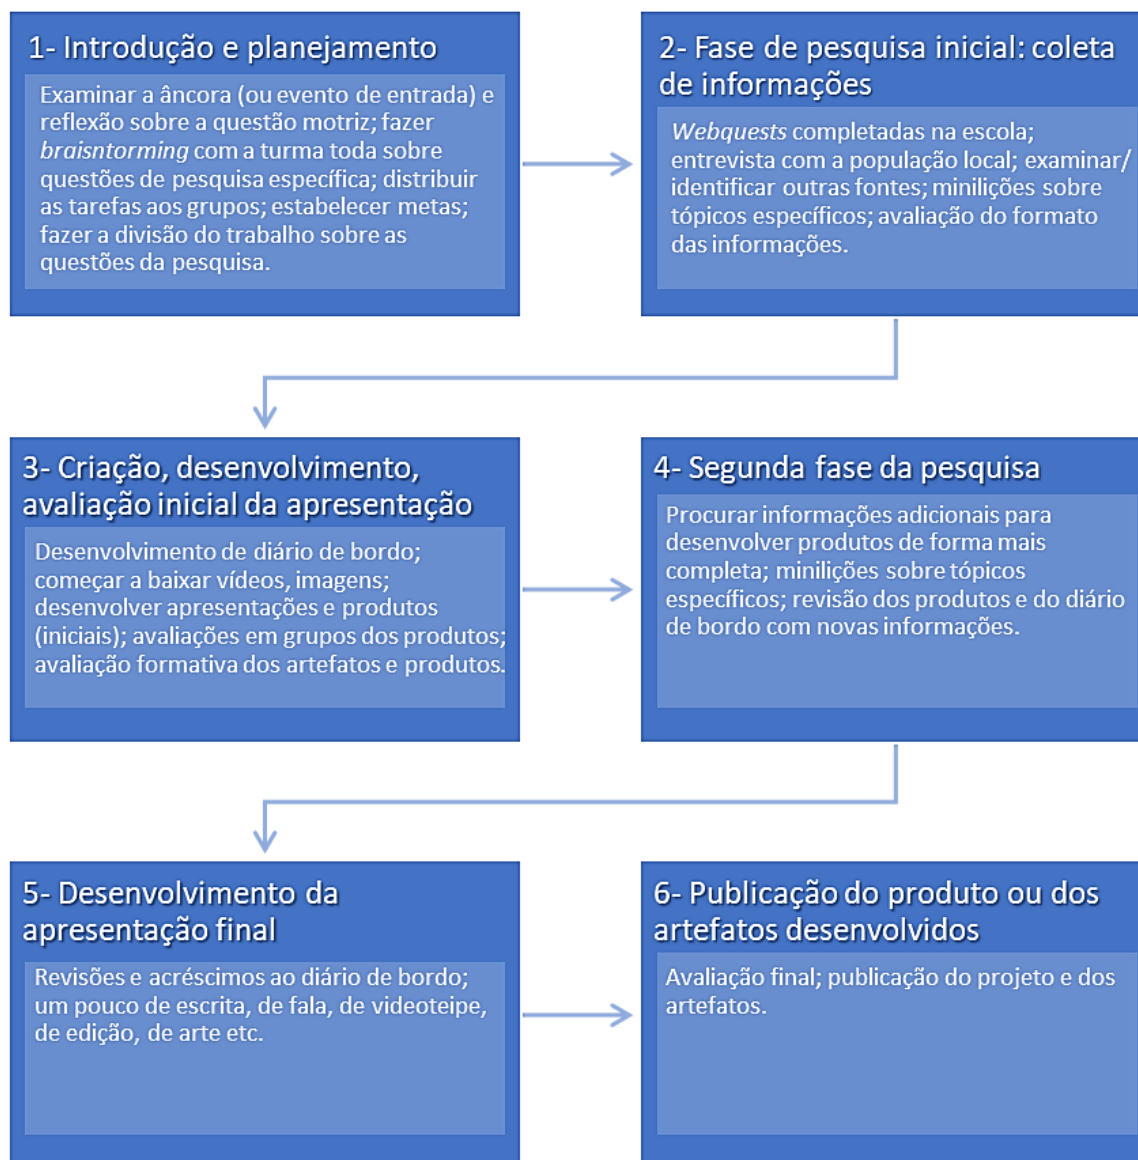 1- Introdução e planejamento
Examinar a âncora (ou evento de entrada) e
reflexão sobre a questão motriz; fazer
braisntorming com a turma toda sobre
questões de pesquisa específica; distribuir
as tarefas aos grupos; estabelecer metas;
fazer a divisão do trabalho sobre as
questões da pesquisa.
2- Fase de pesquisa inicial: coleta
de informações
Webquests completadas na escola;
entrevista com a população local; examinar/
identificar outras fontes; minilições sobre
tópicos específicos; avaliação do formato
das informações.
3- Criação, desenvolvimento,
avaliação inicial da apresentação
Desenvolvimento de diário de bordo;
começar a baixar vídeos, imagens;
desenvolver apresentações e produtos
(iniciais); avaliações em grupos dos produtos;
avaliação formativa dos artefatos e produtos.
4- Segunda fase da pesquisa
Procurar informações adicionais para
desenvolver produtos de forma mais
completa; minilições sobre tópicos
específicos; revisão dos produtos e do diário
de bordo com novas informações.
5- Desenvolvimento da
apresentação final
Revisões e acréscimos ao diário de bordo;
um pouco de escrita, de fala, de videoteipe,
de edição, de arte etc.
6- Publicação do produto ou dos
artefatos desenvolvidos
Avaliação final; publicação do projeto e dos
artefatos.